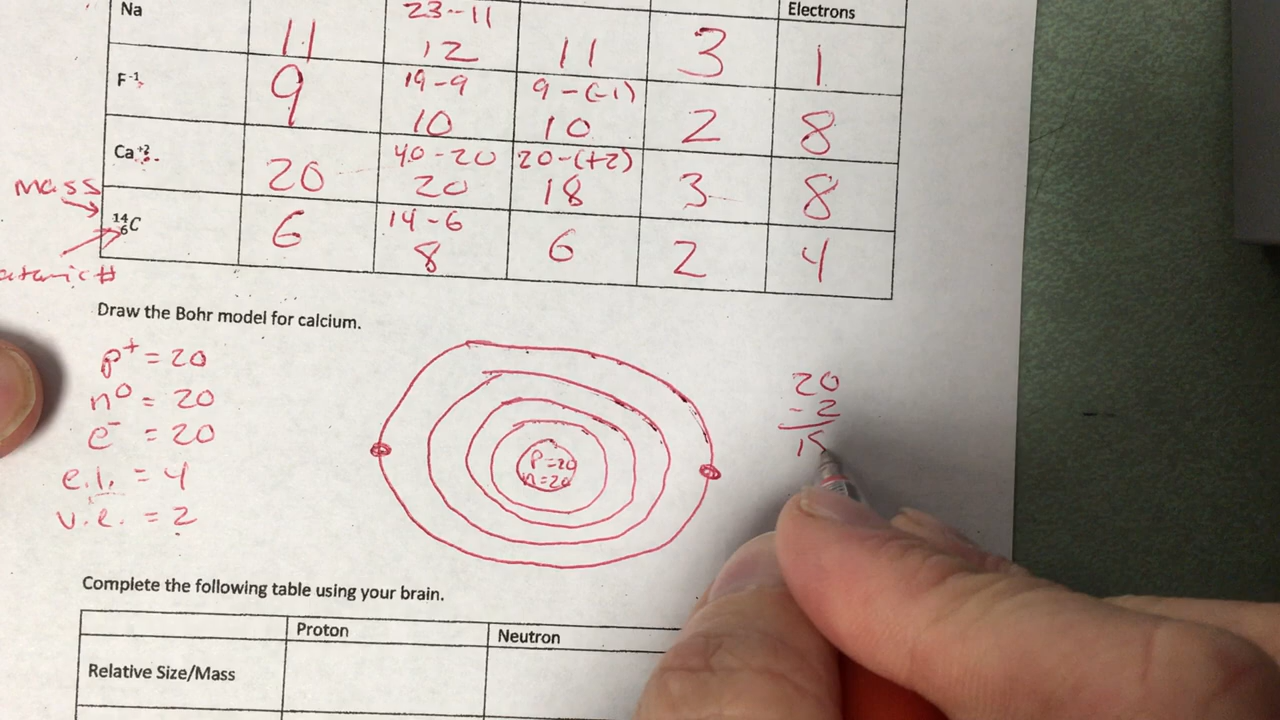 Na 11 23-11 12 11 3 1
Electrons
F-1 9 19-9 10 9-(-1) 10 2 8
Ca+2 20 40-20 20 20-(+2) 18 3 8
mass
14 6 C 6 14-6 8 6 2 4
atomic #
Draw the Bohr model for calcium.
p+ = 20
n0 = 20
e- = 20
e.l. = 4
v.e. = 2
P=20
n=20
20
-2
Complete the following table using your brain.
Proton Neutron
Relative Size/Mass